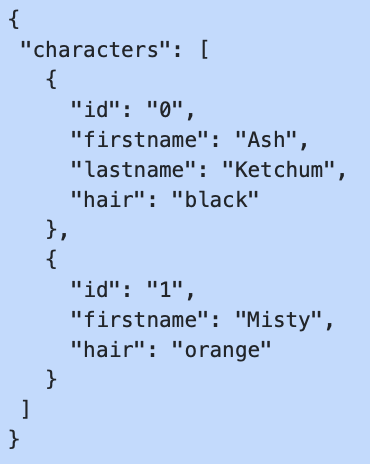 {
 "characters": [
   {
     "id": "0",
     "firstname": "Ash",
     "lastname": "Ketchum",
     "hair": "black"
   },
   {
     "id": "1",
     "firstname": "Misty",
     "hair": "orange"
   }
 ]
}